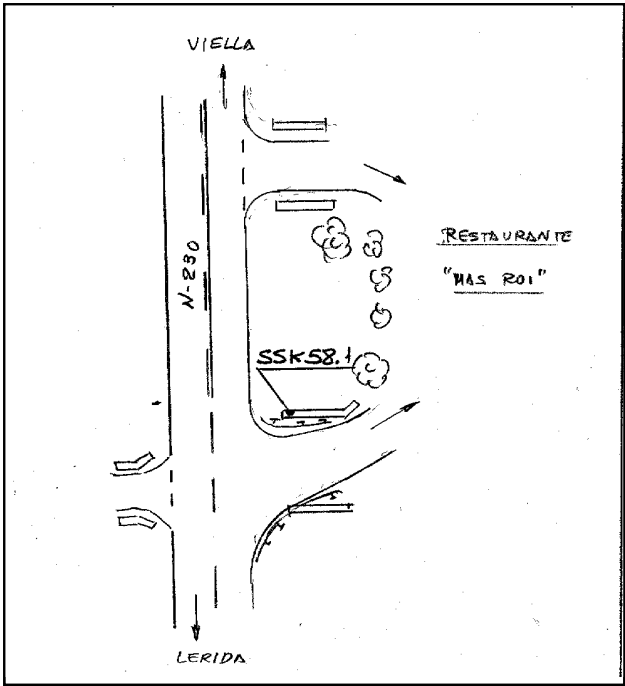 VIELLA
N-230
RESTAURANTE
"MAS ROI"
SSK58.1
LERIDA